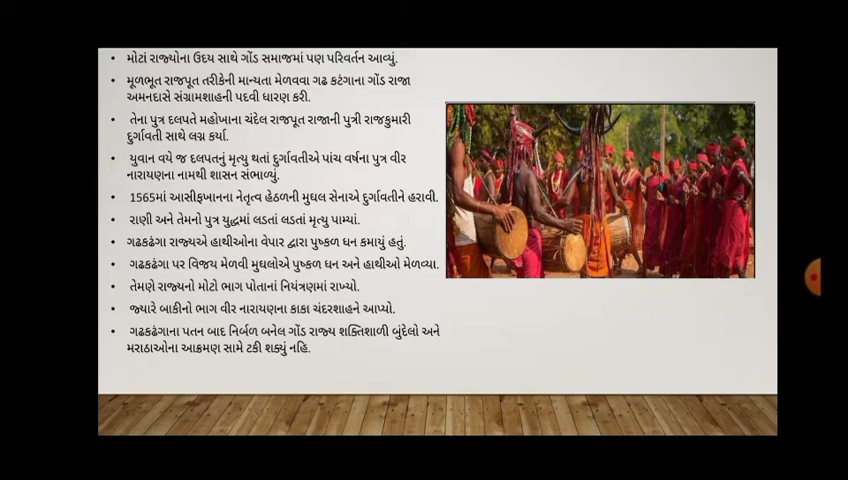 • મોટાં રાજ્યોના ઉદય સાથે ગોંડ સમાજમાં પણ પરિવર્તન આવ્યું.
• મૂળભૂત રાજપૂત તરીકેની માન્યતા મેળવવા ગઢ કટંગાના ગોંડ રાજા
અમનદાસે સંગ્રામશાહની પદવી ધારણ કરી.
• તેના પુત્ર દલપતે મહોખાના ચંદેલ રાજપૂત રાજાની પુત્રી રાજકુમારી
દુર્ગાવતી સાથે લગ્ન કર્યા.
• યુવાન વયે જ દલપતનું મૃત્યુ થતાં દુર્ગાવતીએ પાંચ વર્ષના પુત્ર વીર
નારાયણના નામથી શાસન સંભાળ્યું.
• 1565માં આસીફખાનના નેતૃત્વ હેઠળની મુઘલ સેનાએ દુર્ગાવતીને હરાવી.
• રાણી અને તેમનો પુત્ર યુદ્ધમાં લડતાં લડતાં મૃત્યુ પામ્યાં.
• ગઢકઢંગા રાજ્યએ હાથીઓના વેપાર દ્વારા પુષ્કળ ધન કમાયું હતું.
• ગઢકઢંગા પર વિજય મેળવી મુઘલોએ પુષ્કળ ધન અને હાથીઓ મેળવ્યા.
• તેમણે રાજ્યનો મોટો ભાગ પોતાનાં નિયંત્રણમાં રાખ્યો.
• જ્યારે બાકીનો ભાગ વીર નારાયણના કાકા ચંદરશાહને આપ્યો.
• ગઢકઢંગાના પતન બાદ નિર્બળ બનેલ ગોંડ રાજ્ય શક્તિશાળી બુંદેલો અને
મરાઠાઓના આક્રમણ સામે ટકી શક્યું નહિ.